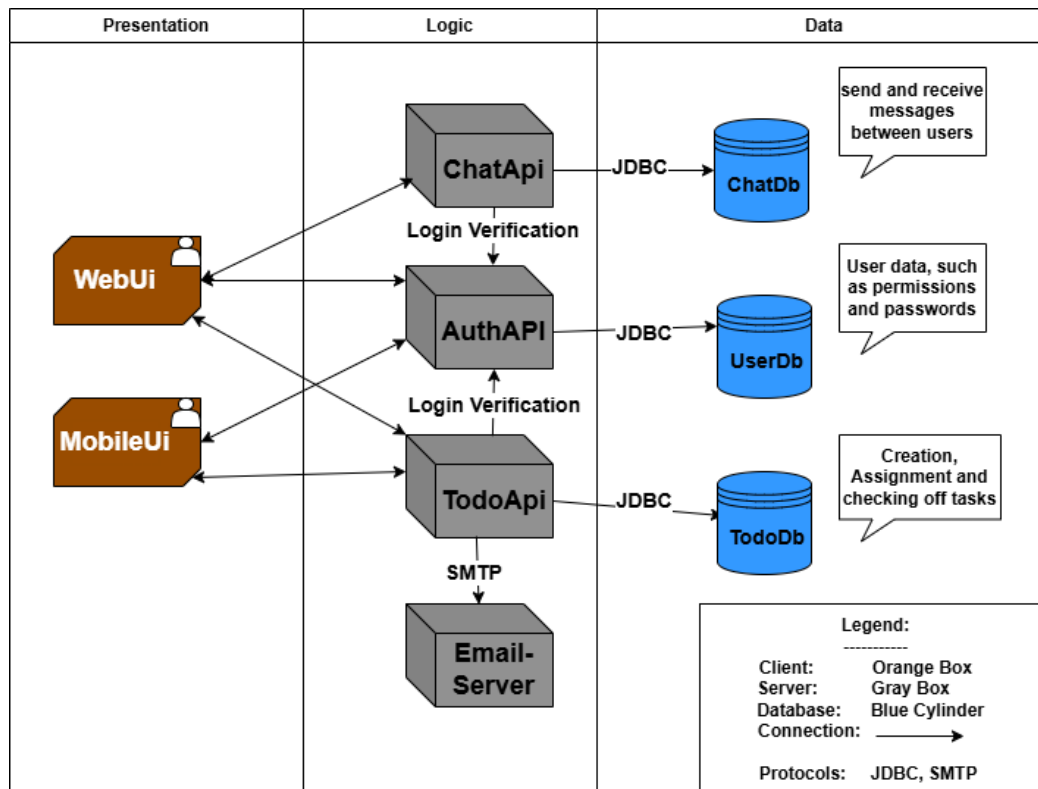 Presentation
Logic
Data
send and receive
messages
between users
ChatApi
JDBC
ChatDb
Login Verification
WebUi
User data, such
as permissions
and passwords
AuthAPI
JDBC
UserDb
Login Verification
MobileUi
Creation,
Assignment and
checking off tasks
TodoApi
JDBC
TodoDb
SMTP
Email-
Server
Legend:
-----------
Client: Orange Box
Server: Gray Box
Database: Blue Cylinder
Connection:
Protocols: JDBC, SMTP